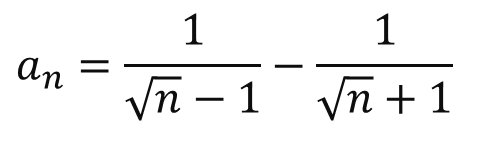 aₙ = 1/(√n − 1) − 1/(√n + 1)